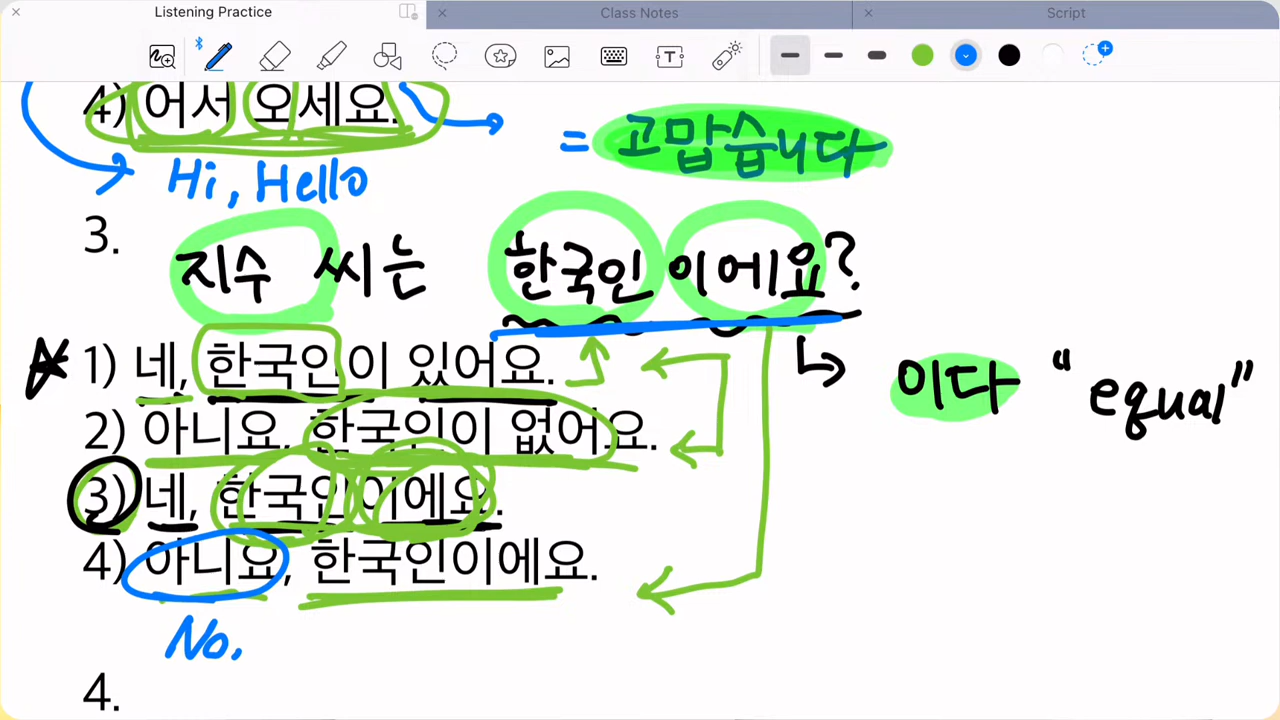 Listening Practice
Class Notes
Script
4) 어서 오세요.
= 고맙습니다
Hi, Hello
3.
지수 씨는 한국인이에요?
1) 네, 한국인이 있어요.
이다 "equal"
2) 아니요, 한국인이 없어요.
3) 네, 한국인이에요.
4) 아니요, 한국인이에요.
No.
4.